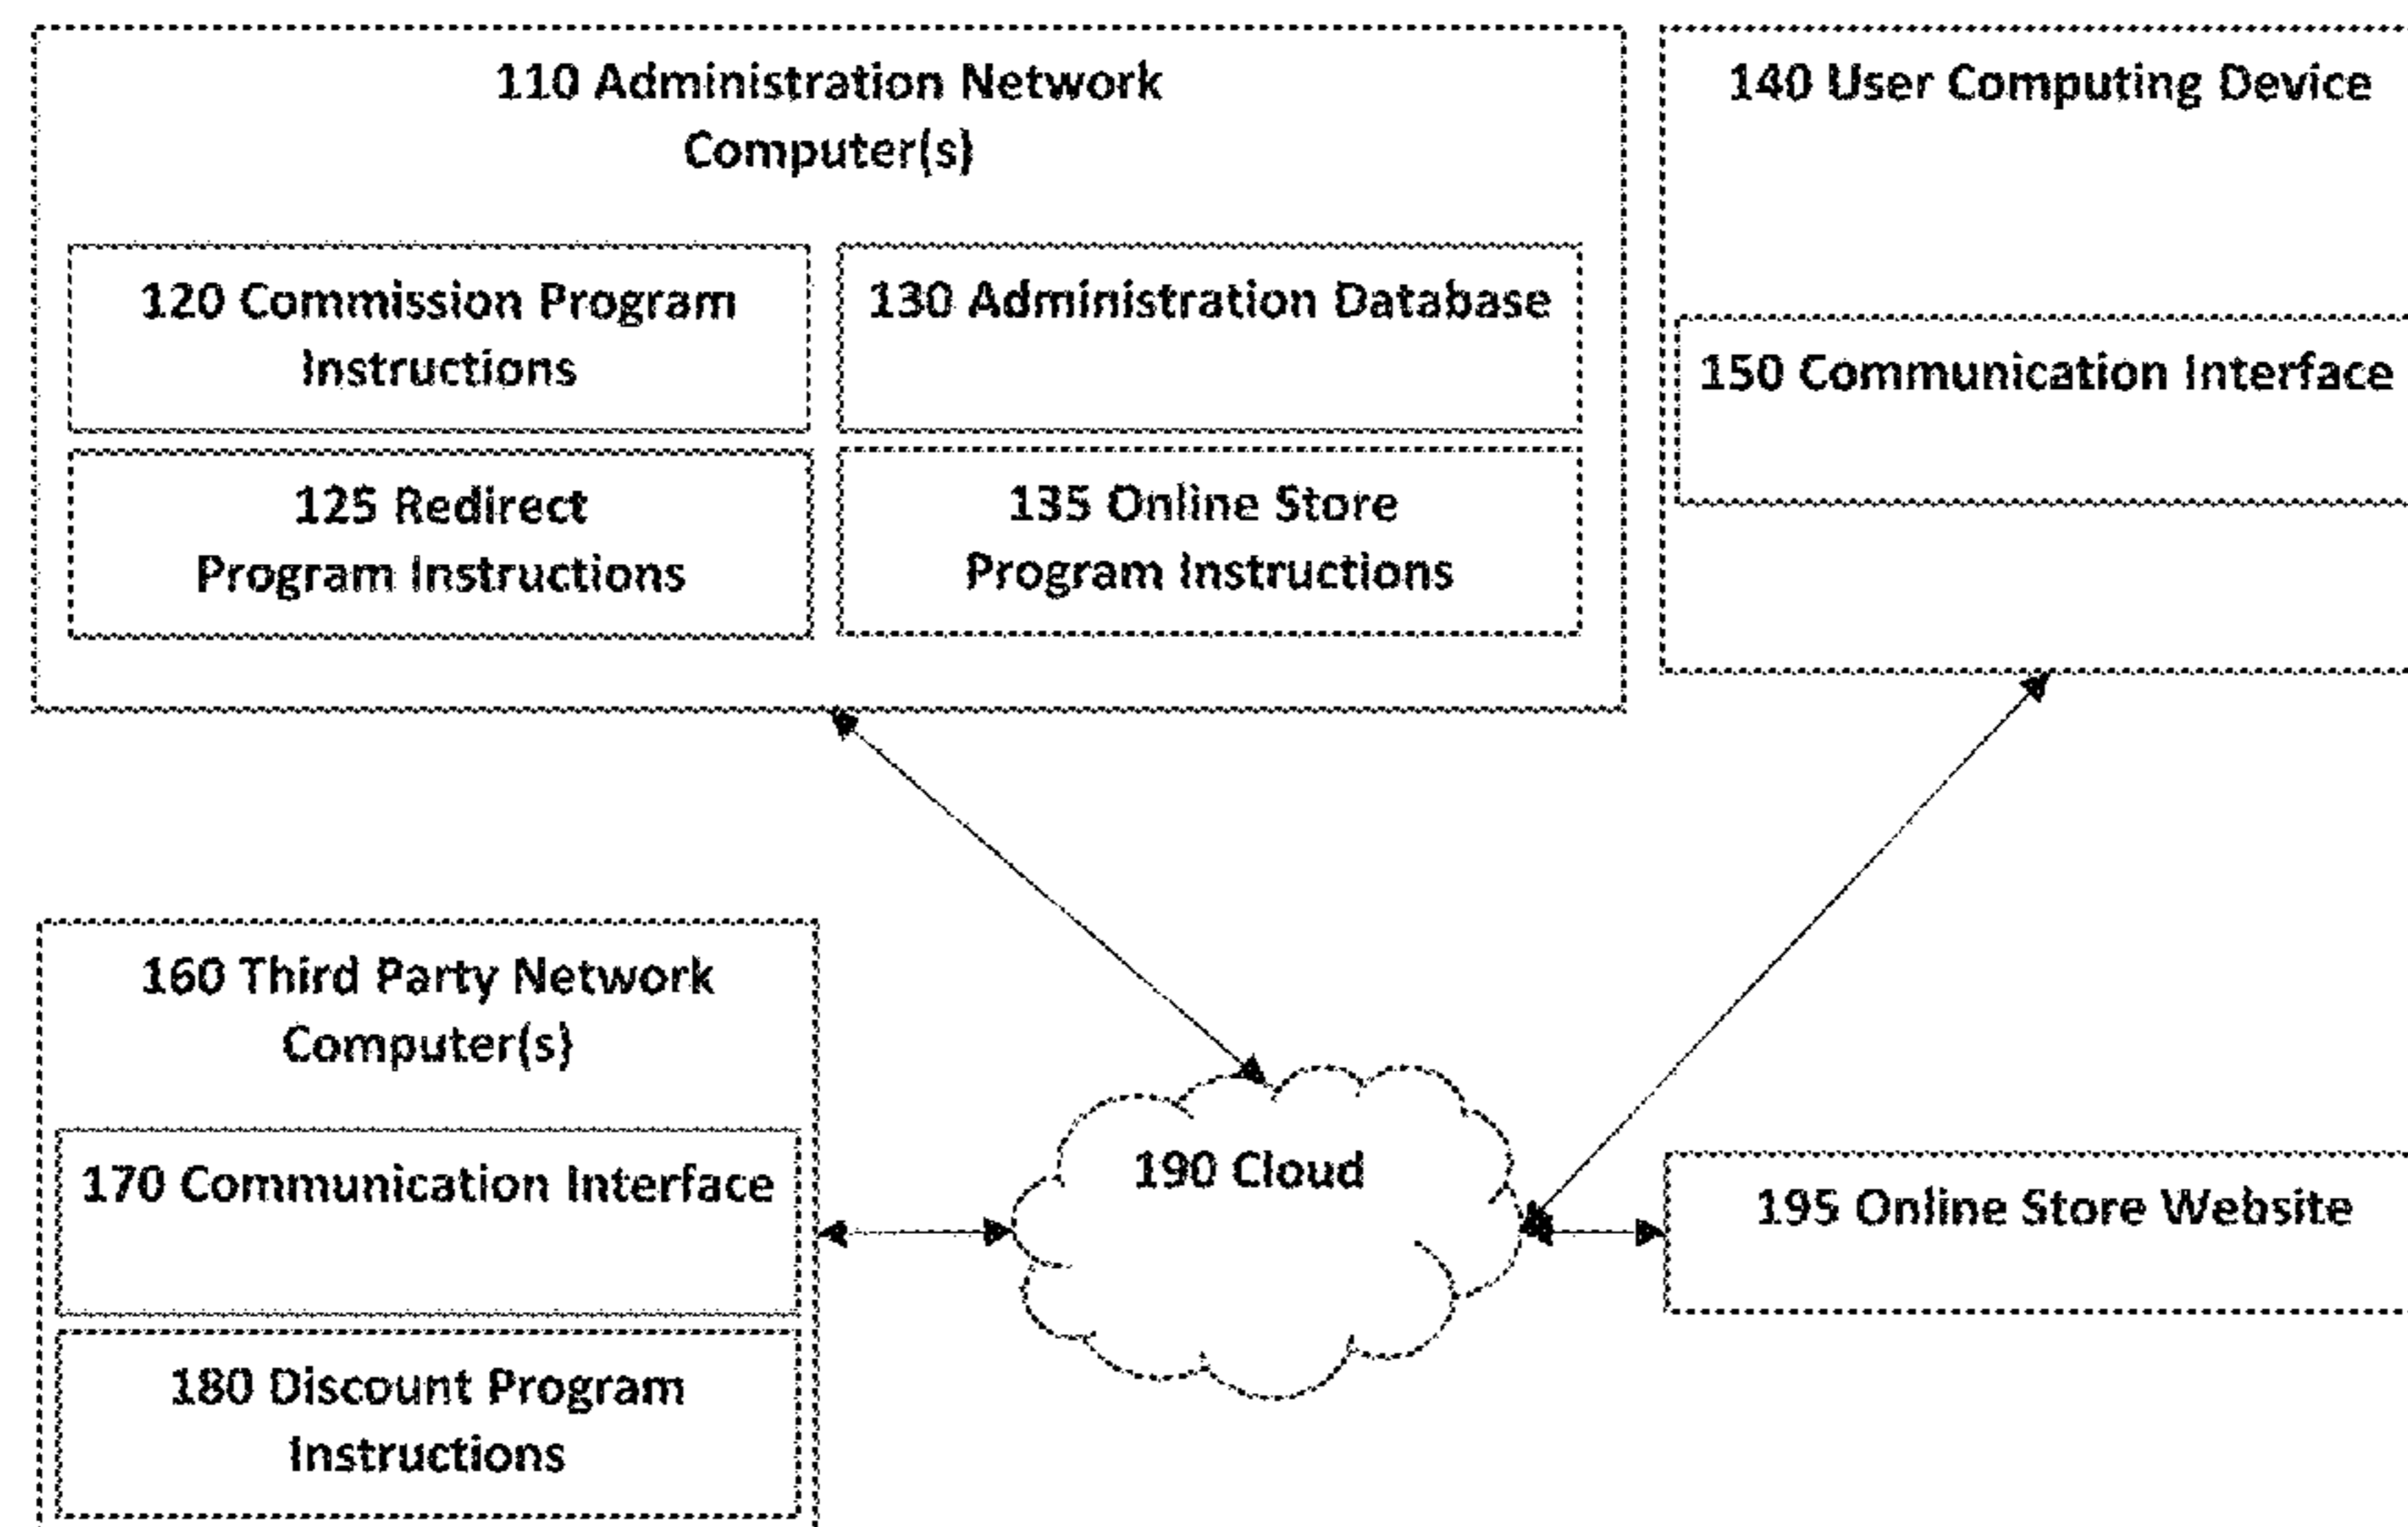 110 Administration Network
Computer(s)
120 Commission Program
Instructions
130 Administration Database
125 Redirect
Program Instructions
135 Online Store
Program Instructions
140 User Computing Device
150 Communication Interface
160 Third Party Network
Computer(s)
170 Communication Interface
180 Discount Program
Instructions
190 Cloud
195 Online Store Website